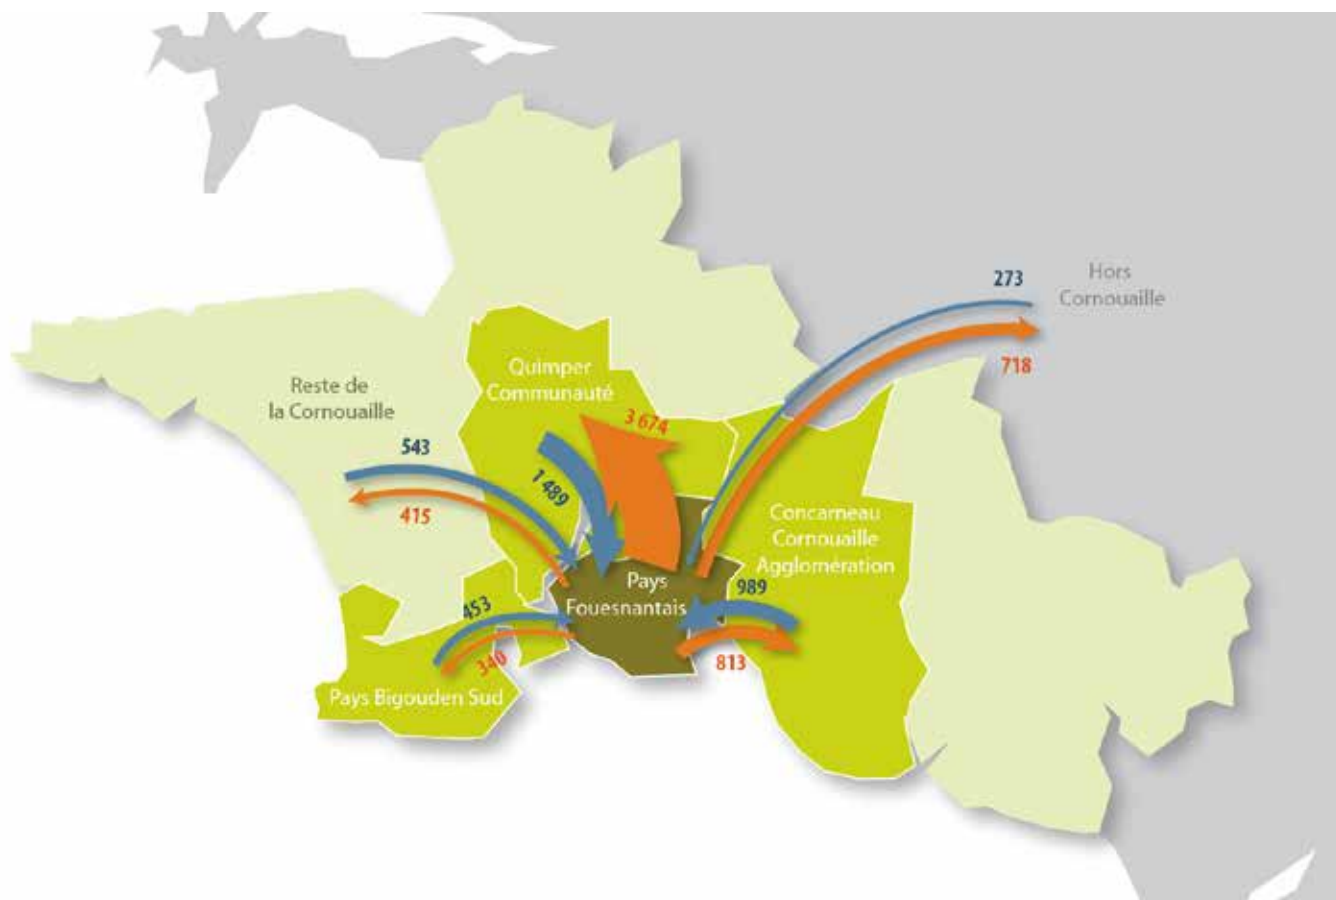 273
Hors
Cornouaille
718
Quimper
Communauté
Reste de
la Cornouaille
3 674
543
1 489
415
Concarneau
Cornouaille
Agglomération
Pays
Fouesnantais
989
453
340
813
Pays Bigouden Sud